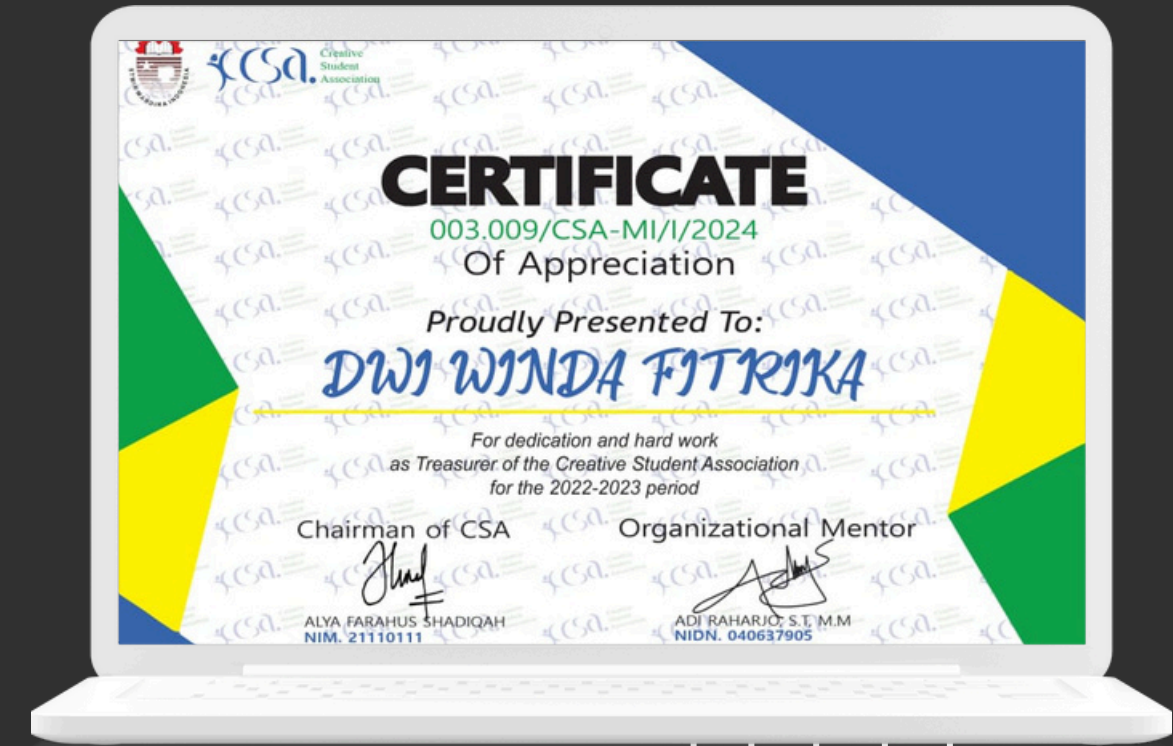 CSA. Creative
Student
Association
CERTIFICATE
003.009/CSA-MI/I/2024
Of Appreciation
Proudly Presented To:
DWI WINDA FITRIKA
For dedication and hard work
as Treasurer of the Creative Student Association
for the 2022-2023 period
Chairman of CSA
Organizational Mentor
ALYA FARAHUS SHADIQAH
NIM. 21110111
ADI RAHARJO, S.T, M.M
NIDN. 040637905